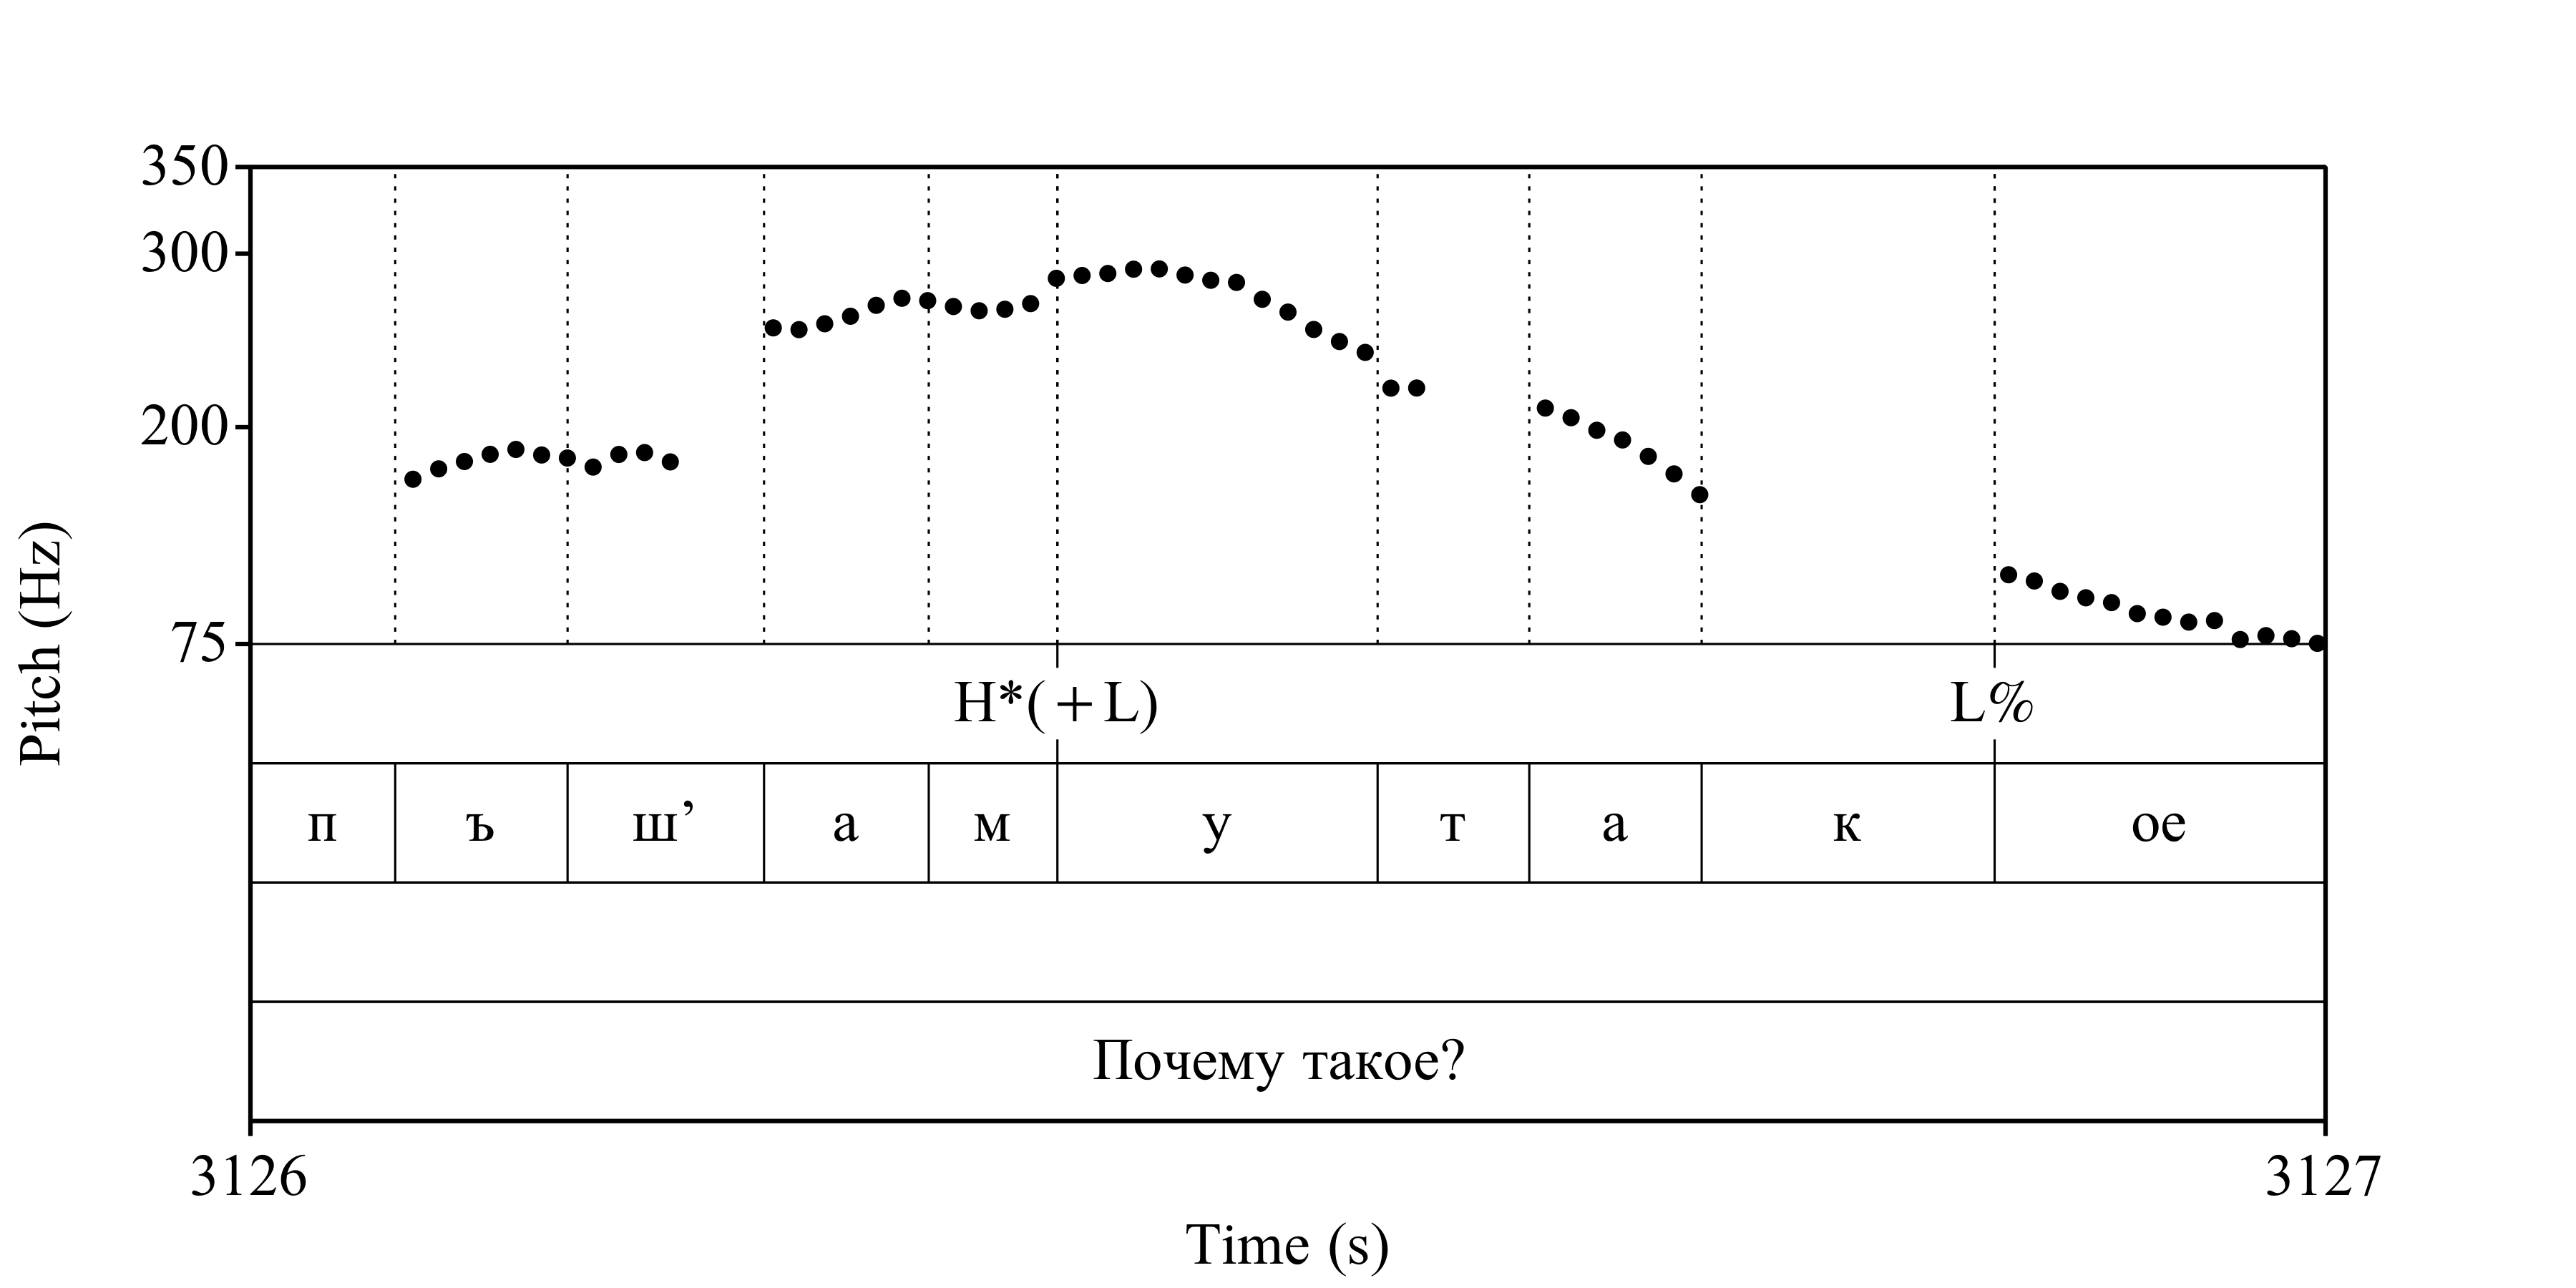 350
300
200
75
Pitch (Hz)
H*(+L) L%
п ъ ш’ а м у т а к ое
Почему такое?
3126 3127
Time (s)